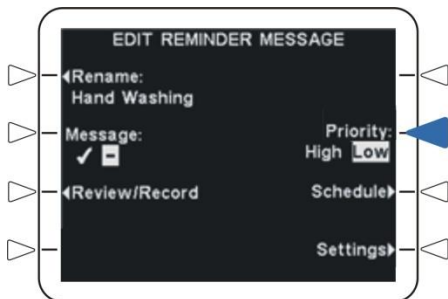 EDIT REMINDER MESSAGE
Rename:
Hand Washing
Message:
Priority:
✓ –
High Low
Review/Record
Schedule
Settings